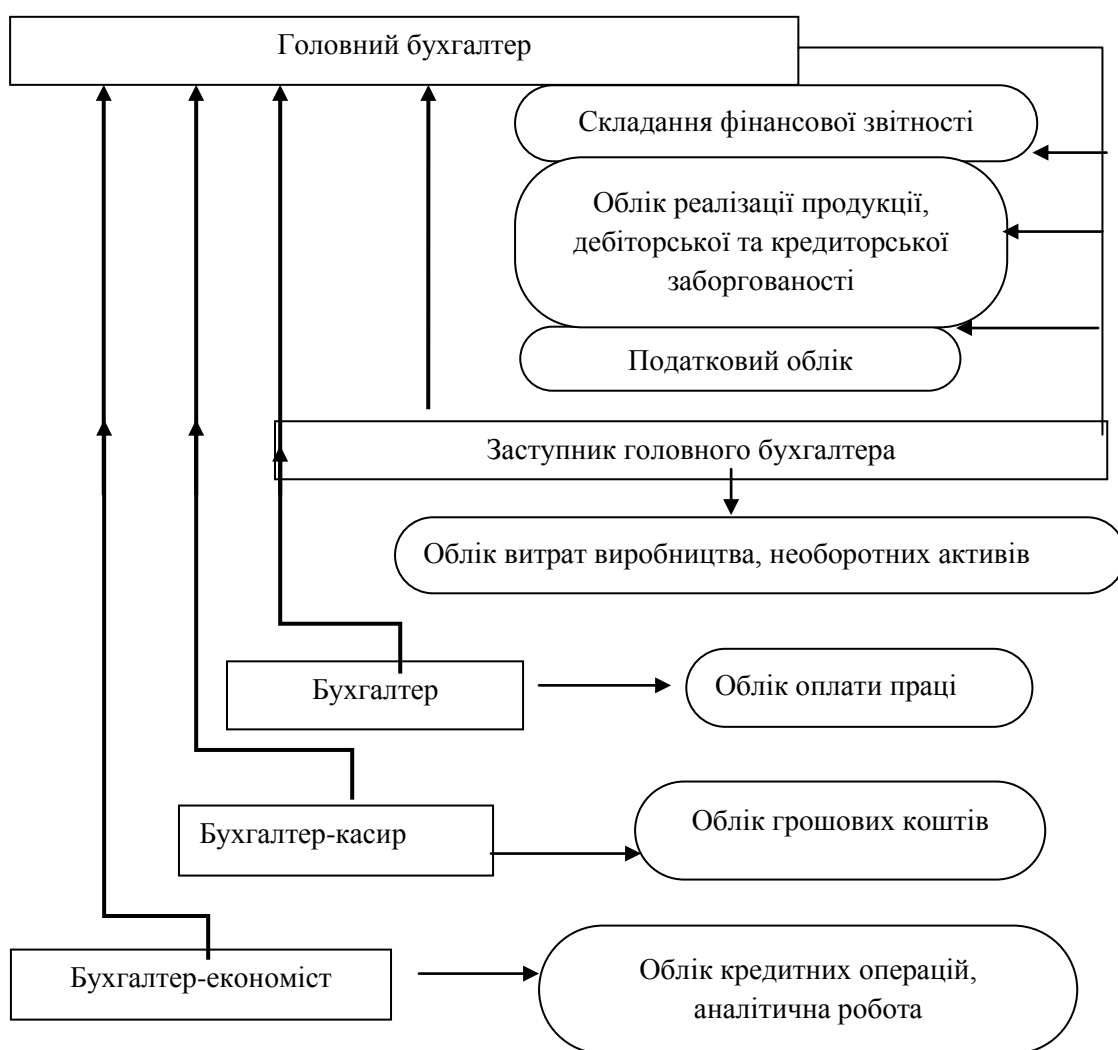 Головний бухгалтер
Складання фінансової звітності
Облік реалізації продукції,
дебіторської та кредиторської
заборгованості
Податковий облік
Заступник головного бухгалтера
Облік витрат виробництва, необоротних активів
Бухгалтер
Облік оплати праці
Бухгалтер-касир
Облік грошових коштів
Бухгалтер-економіст
Облік кредитних операцій,
аналітична робота